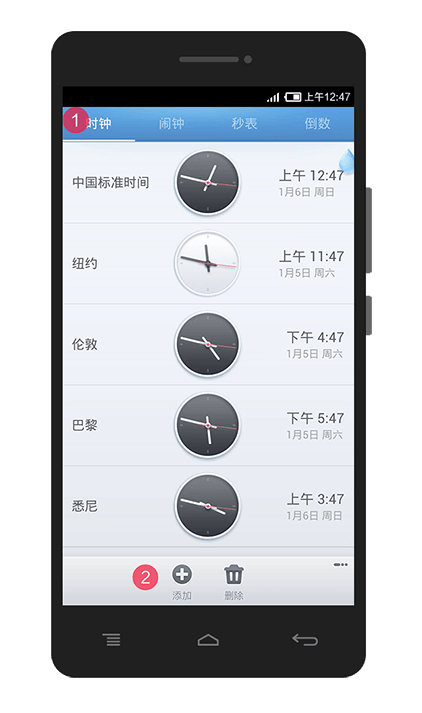 上午12:47
1 时钟 闹钟 秒表 倒数
中国标准时间
上午 12:47
1月6日 周日
纽约
上午 11:47
1月5日 周六
伦敦
下午 4:47
1月5日 周六
巴黎
下午 5:47
1月5日 周六
悉尼
上午 3:47
1月6日 周日
2
添加 删除